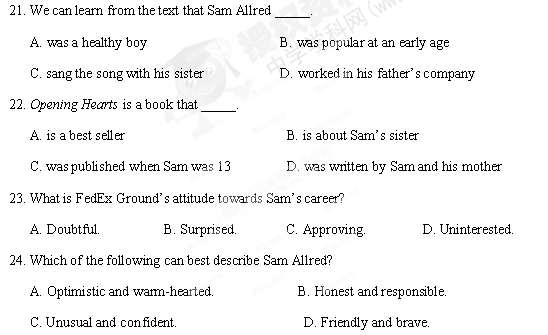 21. We can learn from the text that Sam Allred _____.
A. was a healthy boy B. was popular at an early age
C. sang the song with his sister D. worked in his father's company
22. Opening Hearts is a book that _____.
A. is a best seller B. is about Sam's sister
C. was published when Sam was 13 D. was written by Sam and his mother
23. What is FedEx Ground's attitude towards Sam's career?
A. Doubtful. B. Surprised. C. Approving. D. Uninterested.
24. Which of the following can best describe Sam Allred?
A. Optimistic and warm-hearted. B. Honest and responsible.
C. Unusual and confident. D. Friendly and brave.